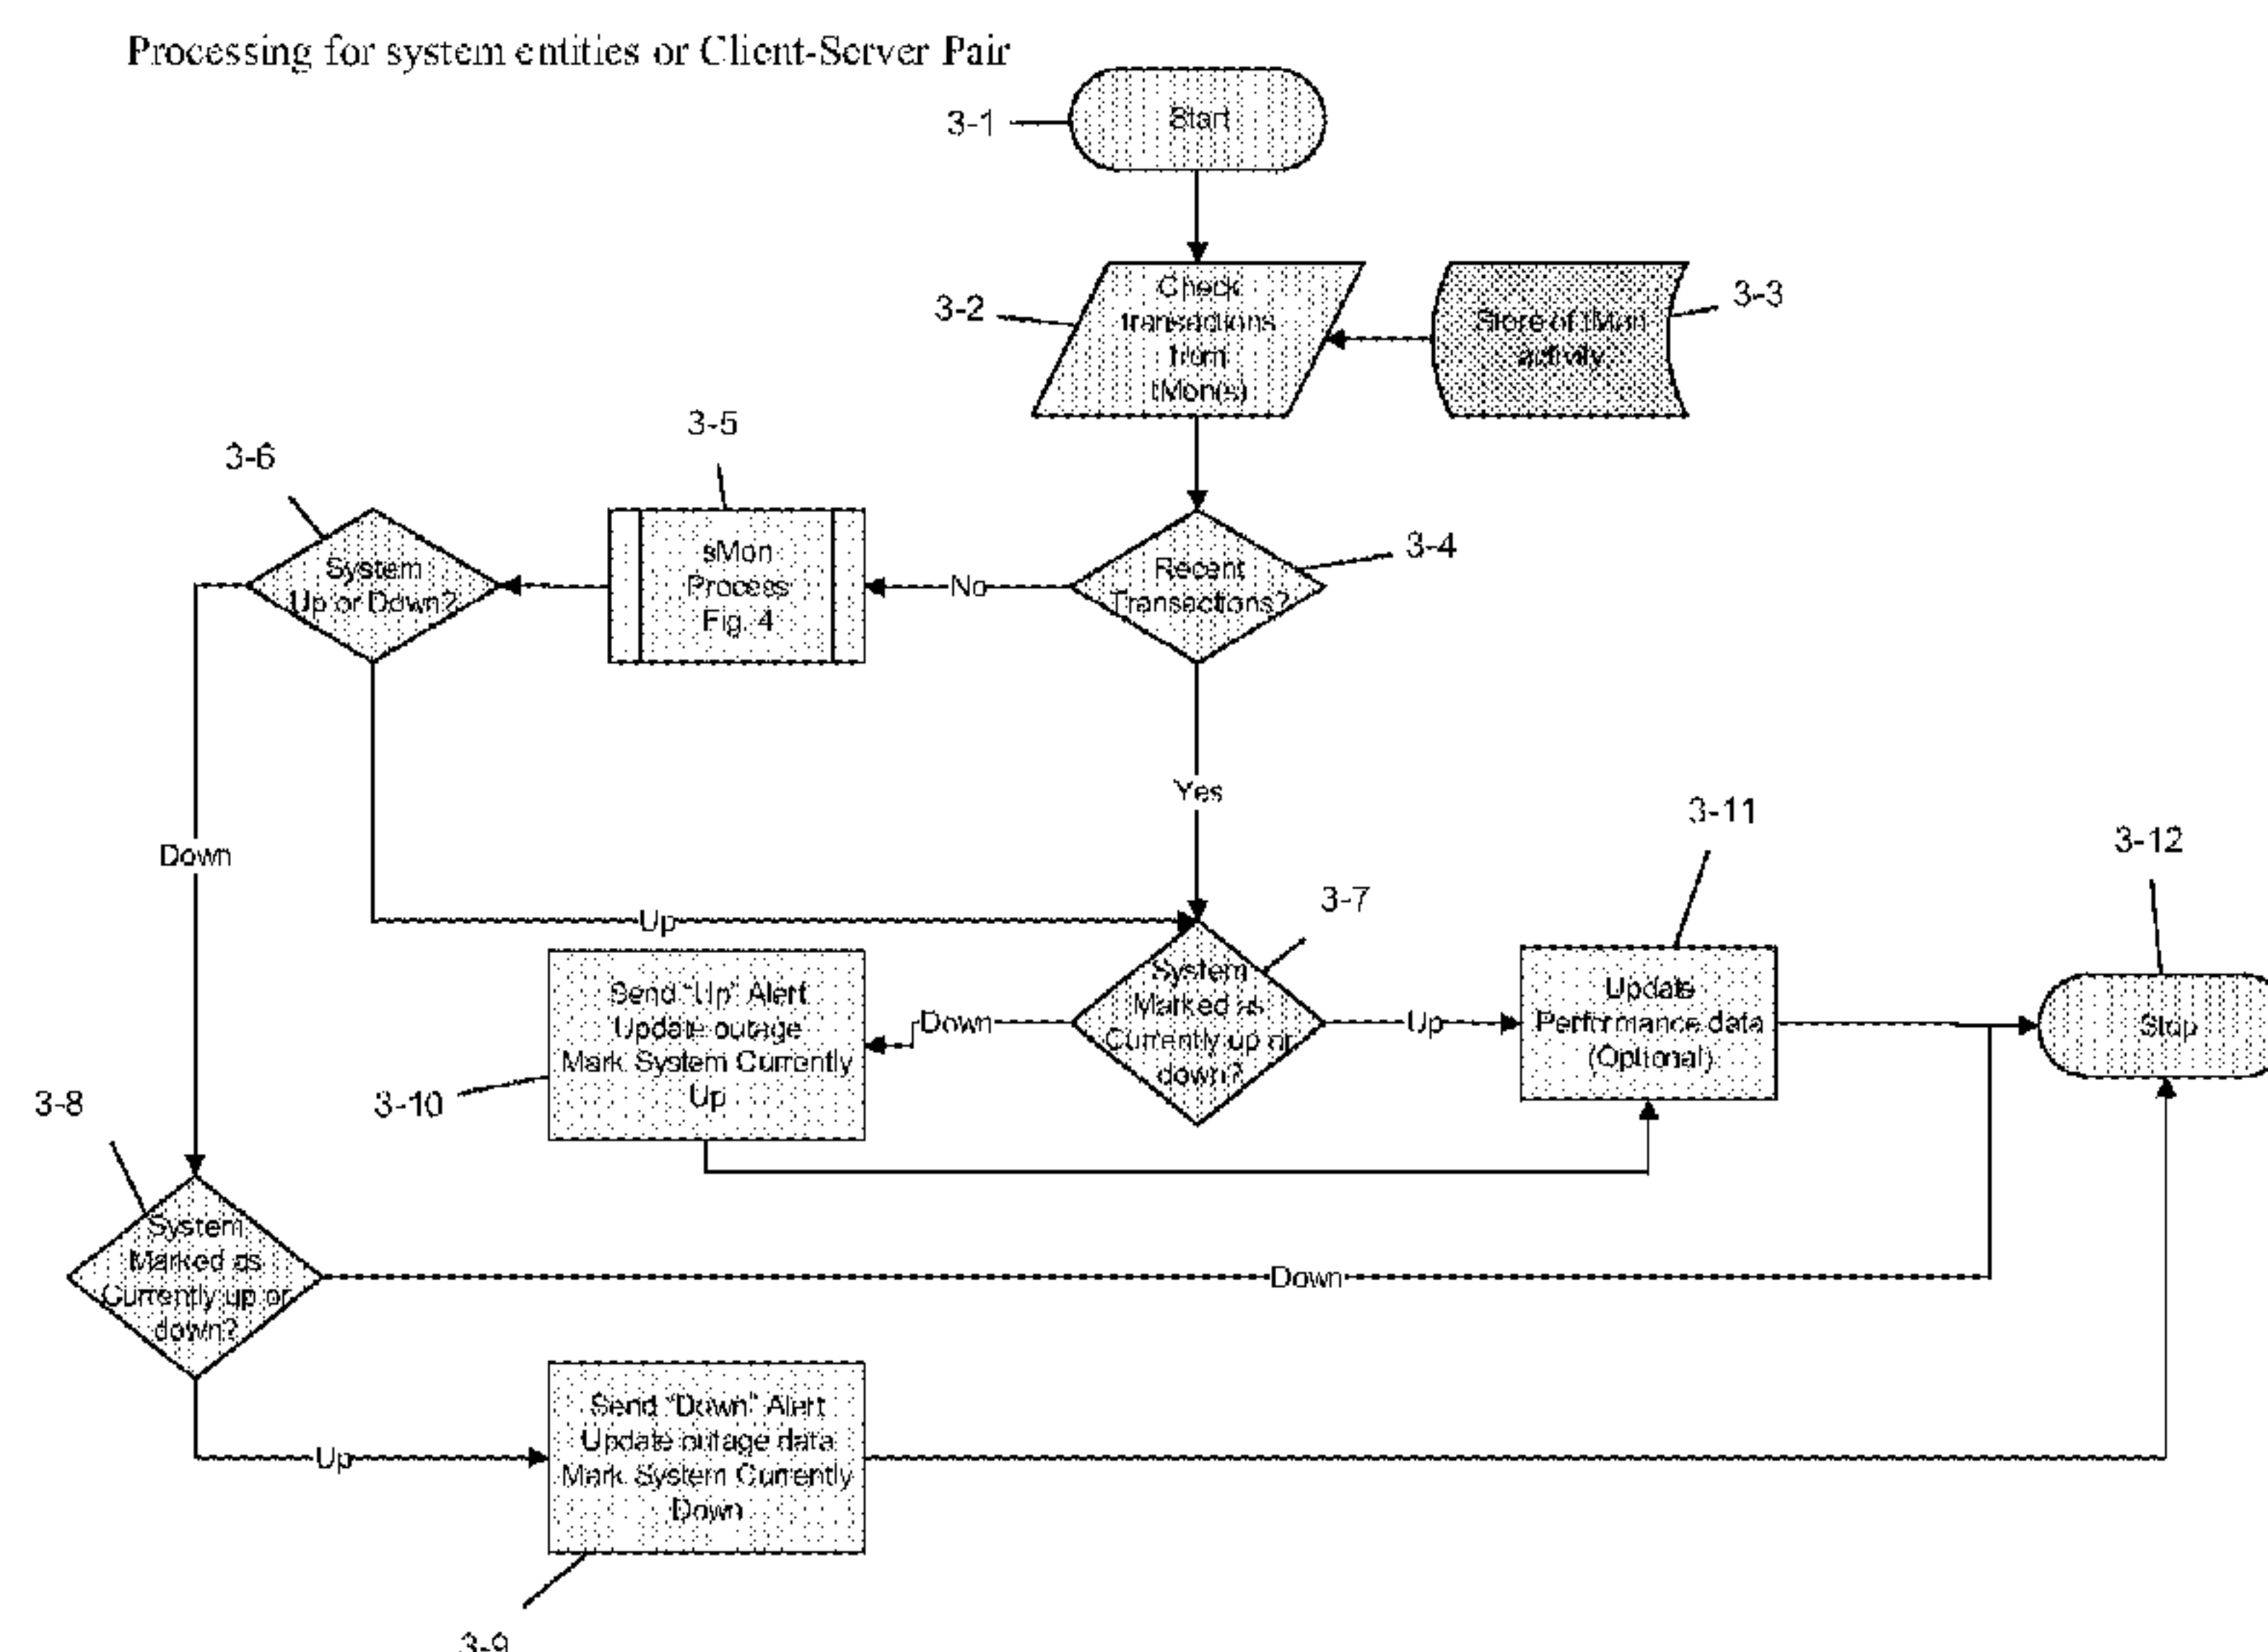 Processing for system entities or Client-Server Pair
3-1
Start
3-2
Check
transactions
from
tMon(s)
3-3
Store of tMon
activity
3-4
Recent
Transactions?
No
3-5
sMon
Process
Fig. 4
3-6
System
Up or Down?
Yes
Down
Up
3-7
System
Marked as
Currently up or
down?
Up
3-11
Update
Performance data
(Optional)
3-12
Stop
Down
Send "Up" Alert
Update outage
Mark System Currently
Up
3-10
3-8
System
Marked as
Currently up or
down?
Down
Up
Send "Down" Alert
Update outage data
Mark System Currently
Down
3-9